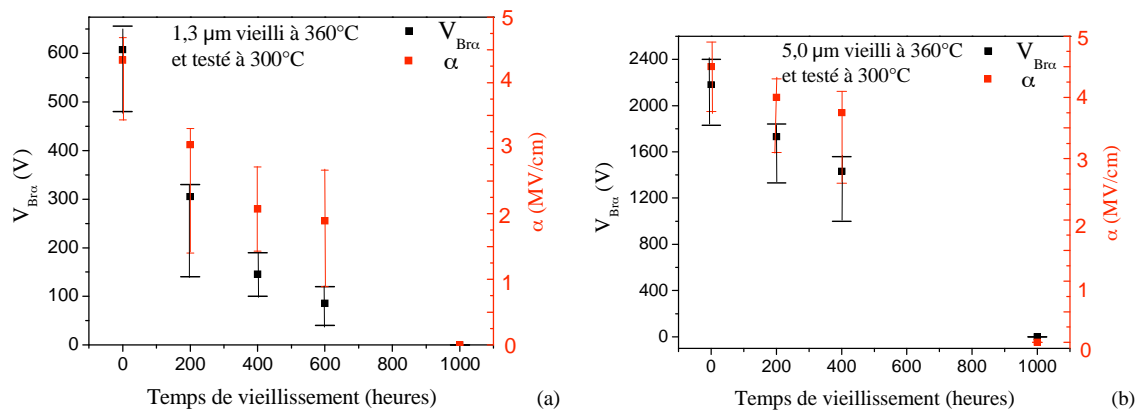 1,3 µm vieilli à 360°C
et testé à 300°C
V_Brα
α
V_Brα (V)
600
500
400
300
200
100
0
α (MV/cm)
5
4
3
2
1
0
0 200 400 600 800 1000
Temps de vieillissement (heures)
(a)
5,0 µm vieilli à 360°C
et testé à 300°C
V_Brα
α
V_Brα (V)
2400
2000
1600
1200
800
400
0
α (MV/cm)
5
4
3
2
1
0
0 200 400 600 800 1000
Temps de vieillissement (heures)
(b)